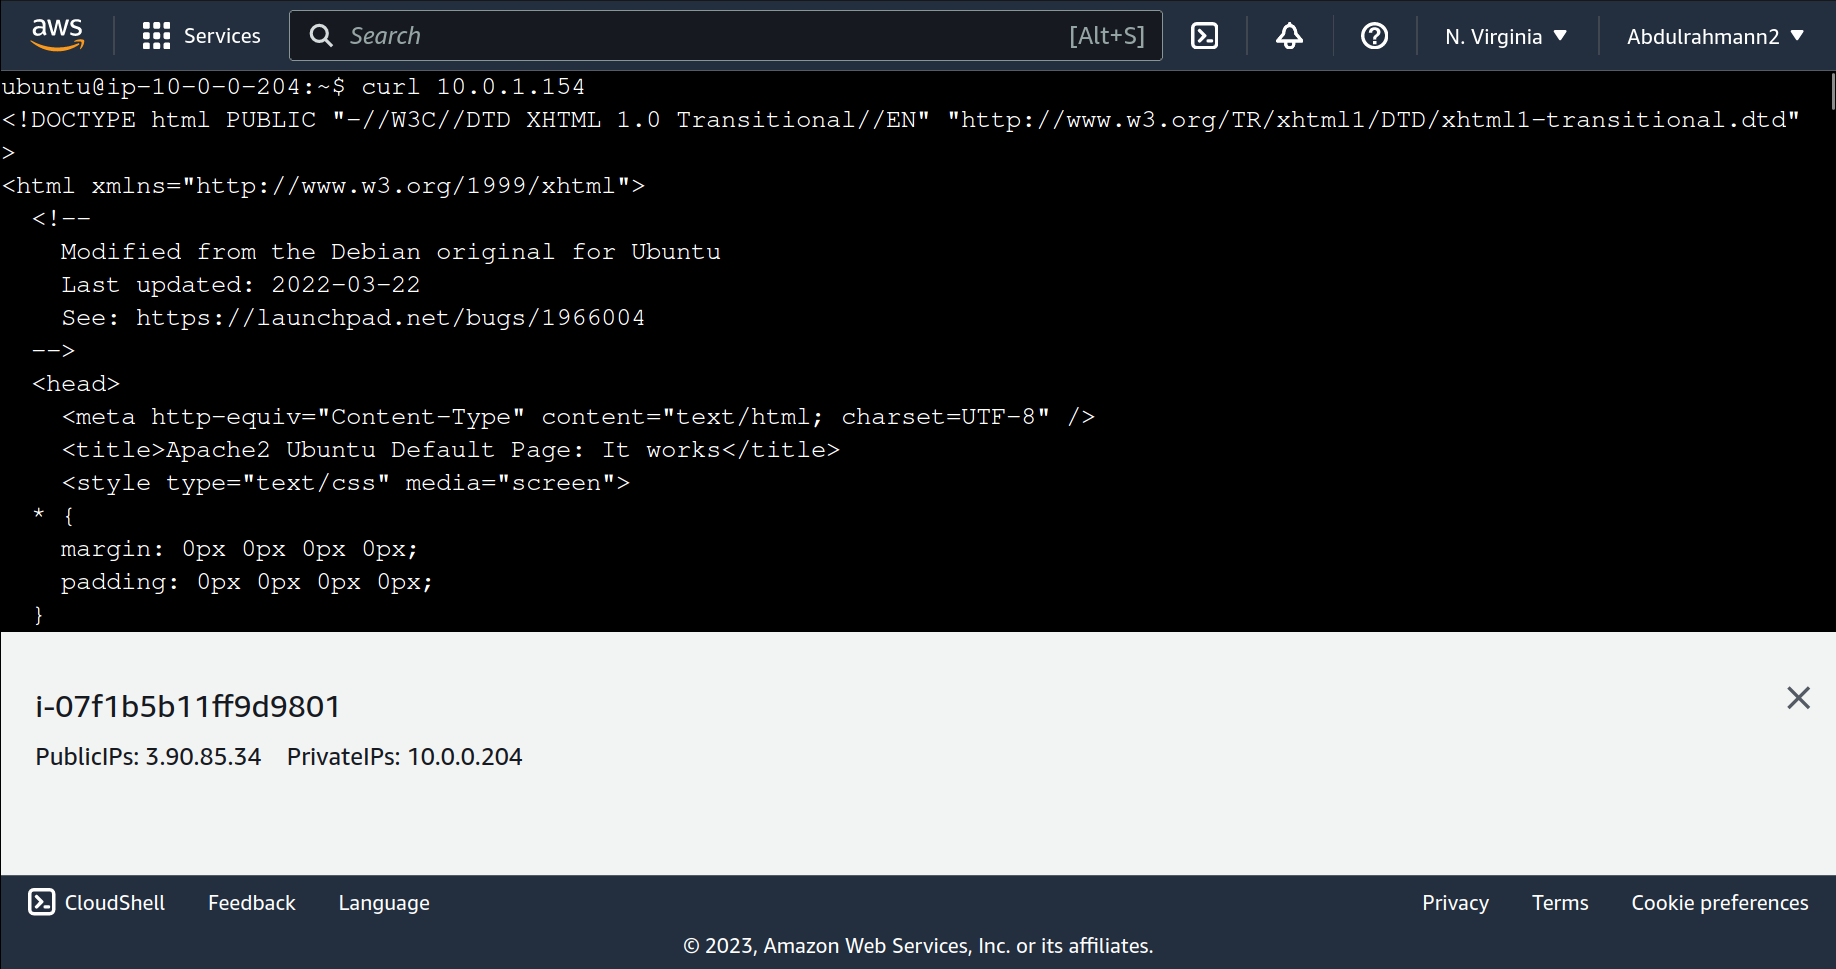 aws Services Search [Alt+S] N. Virginia Abdulrahmann2
ubuntu@ip-10-0-0-204:~$ curl 10.0.1.154
<!DOCTYPE html PUBLIC "-//W3C//DTD XHTML 1.0 Transitional//EN" "http://www.w3.org/TR/xhtml1/DTD/xhtml1-transitional.dtd"
>
<html xmlns="http://www.w3.org/1999/xhtml">
  <!--
    Modified from the Debian original for Ubuntu
    Last updated: 2022-03-22
    See: https://launchpad.net/bugs/1966004
  -->
  <head>
    <meta http-equiv="Content-Type" content="text/html; charset=UTF-8" />
    <title>Apache2 Ubuntu Default Page: It works</title>
    <style type="text/css" media="screen">
  * {
    margin: 0px 0px 0px 0px;
    padding: 0px 0px 0px 0px;
  }
i-07f1b5b11ff9d9801
PublicIPs: 3.90.85.34 PrivateIPs: 10.0.0.204
CloudShell Feedback Language Privacy Terms Cookie preferences
© 2023, Amazon Web Services, Inc. or its affiliates.